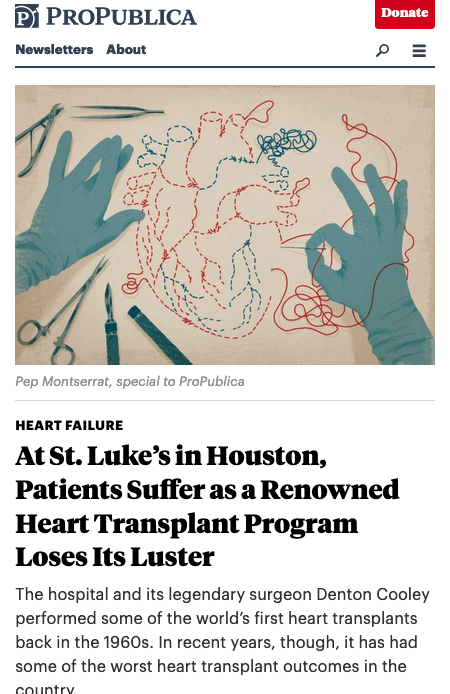 PROPUBLICA
Donate
Newsletters About
Pep Montserrat, special to ProPublica
HEART FAILURE
At St. Luke’s in Houston,
Patients Suffer as a Renowned
Heart Transplant Program
Loses Its Luster
The hospital and its legendary surgeon Denton Cooley
performed some of the world’s first heart transplants
back in the 1960s. In recent years, though, it has had
some of the worst heart transplant outcomes in the
country.